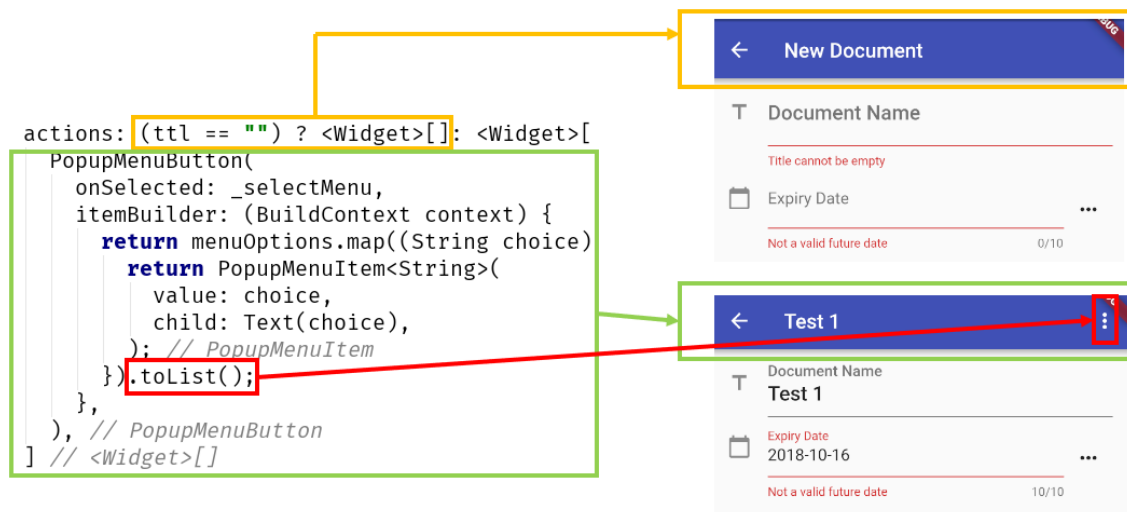 actions: (ttl == "") ? <Widget>[]: <Widget>[
PopupMenuButton(
onSelected: _selectMenu,
itemBuilder: (BuildContext context) {
return menuOptions.map((String choice)
return PopupMenuItem<String>(
value: choice,
child: Text(choice),
); // PopupMenuItem
}).toList();
},
), // PopupMenuButton
] // <Widget>[]
New Document
Document Name
Title cannot be empty
Expiry Date
Not a valid future date 0/10
Test 1
Document Name
Test 1
Expiry Date
2018-10-16
Not a valid future date 10/10